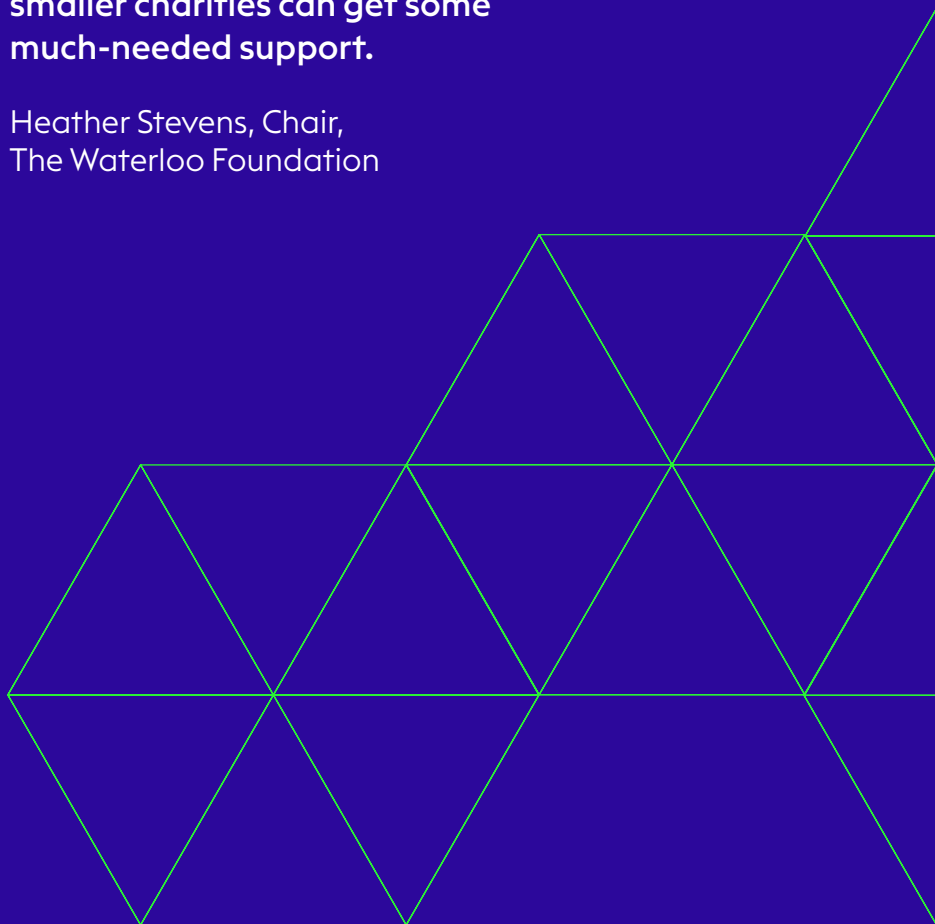 smaller charities can get some
much-needed support.
Heather Stevens, Chair,
The Waterloo Foundation